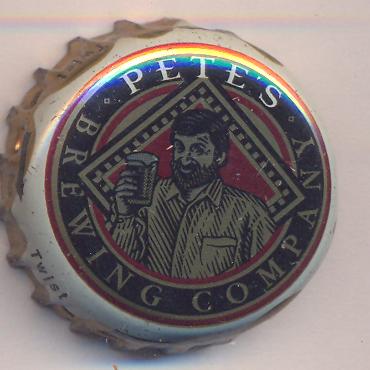 · PETE'S ·
BREWING COMPANY
Twist